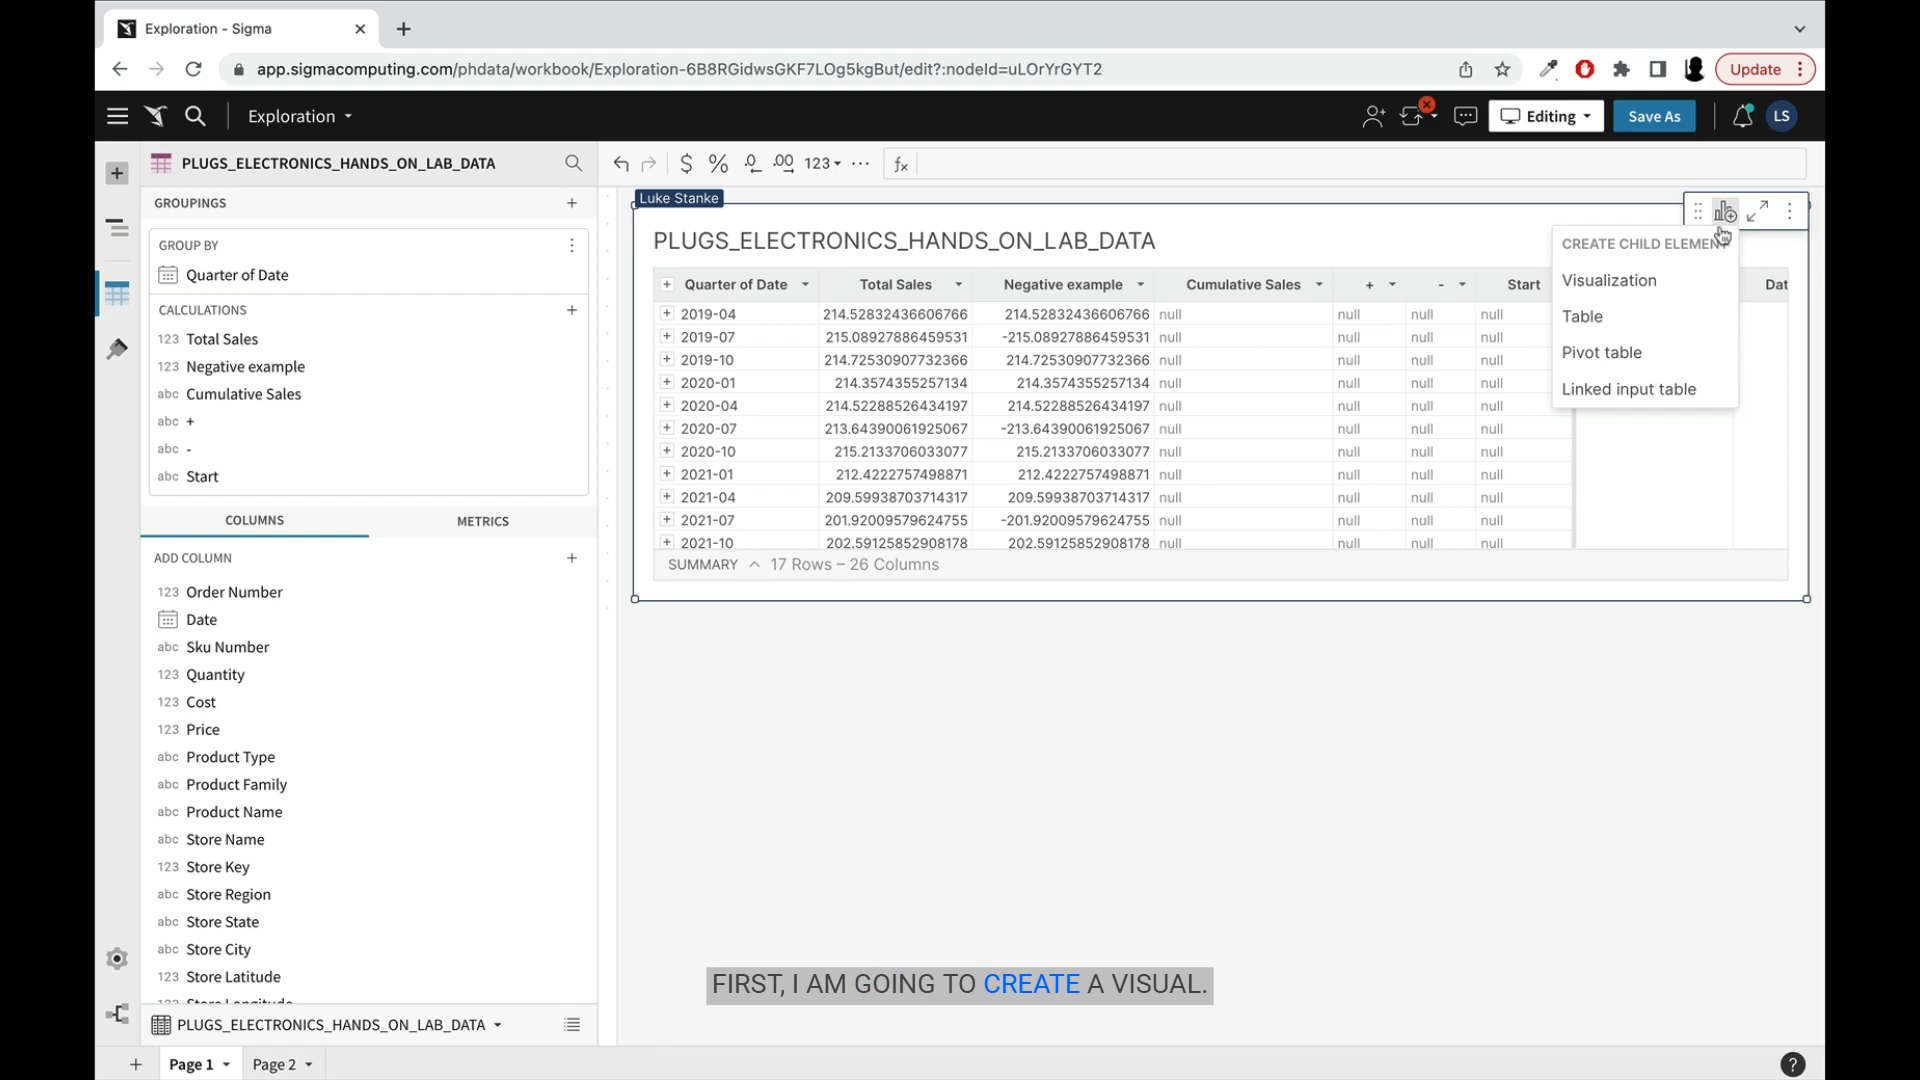 Exploration - Sigma
app.sigmacomputing.com/phdata/workbook/Exploration-6B8RGidwsGKF7LOg5kgBut/edit?:nodeId=uLOrYrGYT2
Update
Exploration
Editing
Save As
LS
PLUGS_ELECTRONICS_HANDS_ON_LAB_DATA
$ % .0 .00 123 ...
fx
GROUPINGS
GROUP BY
Quarter of Date
CALCULATIONS
123 Total Sales
123 Negative example
abc Cumulative Sales
abc +
abc -
abc Start
COLUMNS METRICS
ADD COLUMN
123 Order Number
Date
abc Sku Number
123 Quantity
123 Cost
123 Price
abc Product Type
abc Product Family
abc Product Name
abc Store Name
123 Store Key
abc Store Region
abc Store State
abc Store City
123 Store Latitude
123 Store Longitude
PLUGS_ELECTRONICS_HANDS_ON_LAB_DATA
Luke Stanke
PLUGS_ELECTRONICS_HANDS_ON_LAB_DATA
Quarter of Date Total Sales Negative example Cumulative Sales + - Start Dat
2019-04 214.52832436606766 214.52832436606766 null null null null
2019-07 215.08927886459531 -215.08927886459531 null null null null
2019-10 214.72530907732366 214.72530907732366 null null null null
2020-01 214.3574355257134 214.3574355257134 null null null null
2020-04 214.52288526434197 214.52288526434197 null null null null
2020-07 213.64390061925067 -213.64390061925067 null null null null
2020-10 215.2133706033077 215.2133706033077 null null null null
2021-01 212.4222757498871 212.4222757498871 null null null null
2021-04 209.59938703714317 209.59938703714317 null null null null
2021-07 201.92009579624755 -201.92009579624755 null null null null
2021-10 202.59125852908178 202.59125852908178 null null null null
SUMMARY 17 Rows – 26 Columns
CREATE CHILD ELEMENT
Visualization
Table
Pivot table
Linked input table
FIRST, I AM GOING TO CREATE A VISUAL.
Page 1 Page 2
?